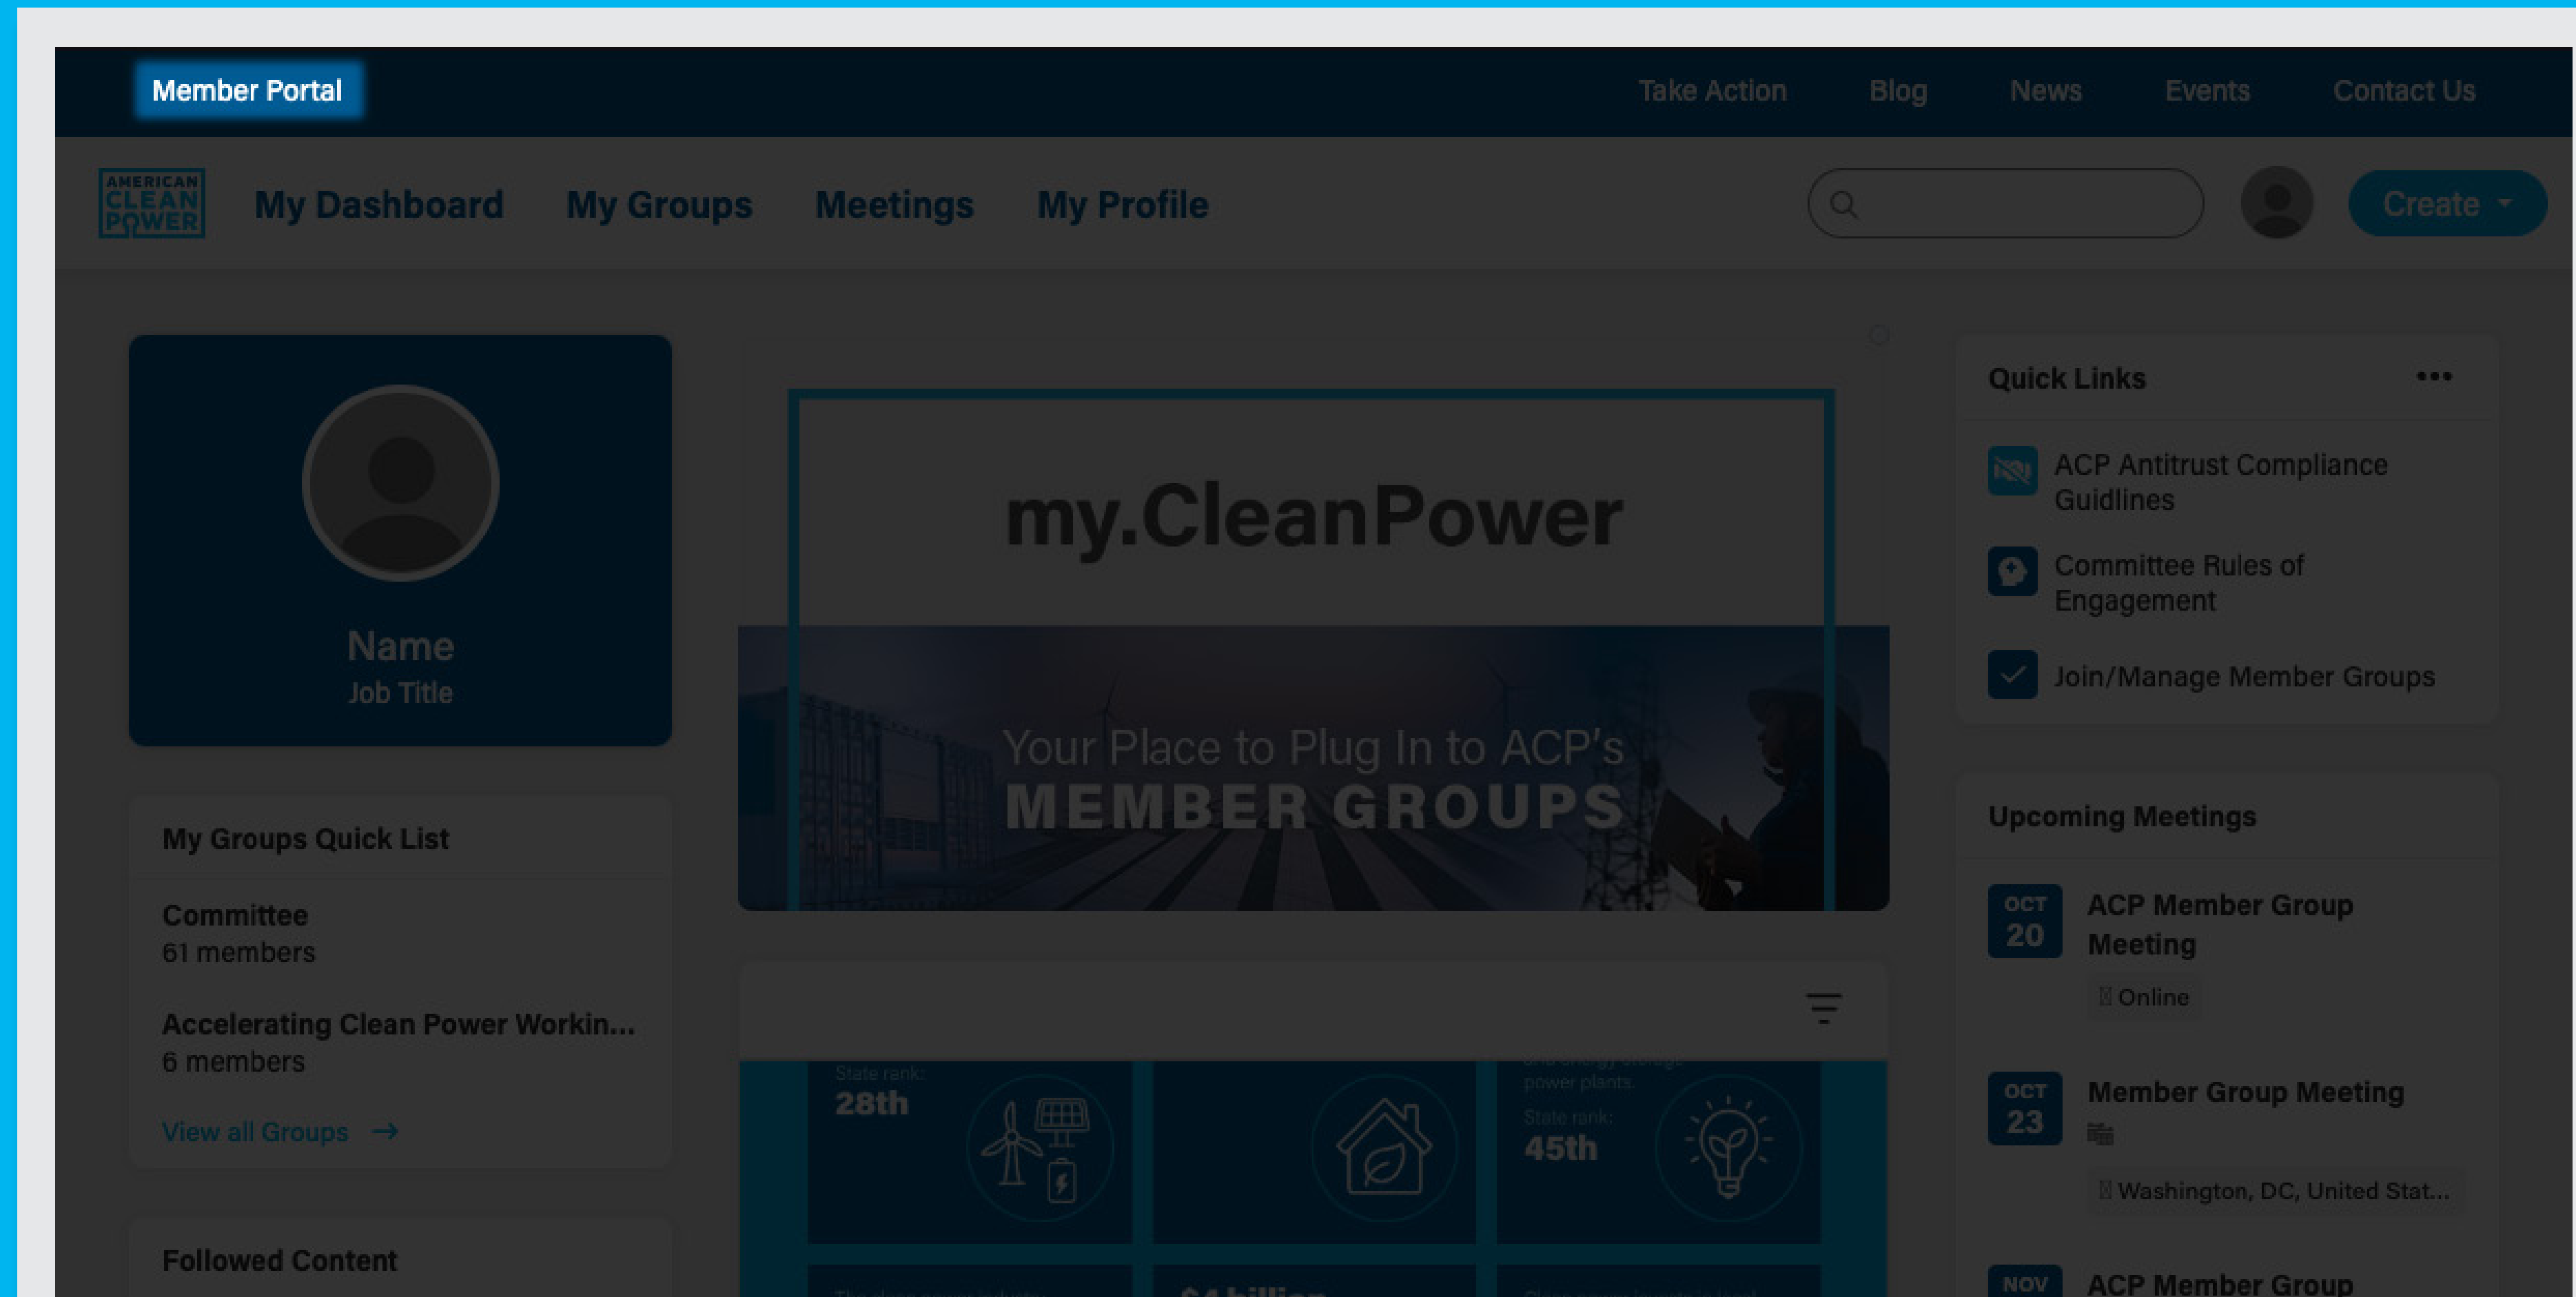 Member Portal
Take Action
Blog
News
Events
Contact Us
AMERICAN
CLEAN
POWER
My Dashboard
My Groups
Meetings
My Profile
Create
Name
Job Title
My Groups Quick List
Committee
61 members
Accelerating Clean Power Workin...
6 members
View all Groups →
Followed Content
my.CleanPower
Your Place to Plug In to ACP's
MEMBER GROUPS
State rank:
28th
power plants.
State rank:
45th
$4 billion
Quick Links
ACP Antitrust Compliance
Guidlines
Committee Rules of
Engagement
Join/Manage Member Groups
Upcoming Meetings
OCT
20
ACP Member Group
Meeting
Online
OCT
23
Member Group Meeting
Washington, DC, United Stat...
NOV
ACP Member Group